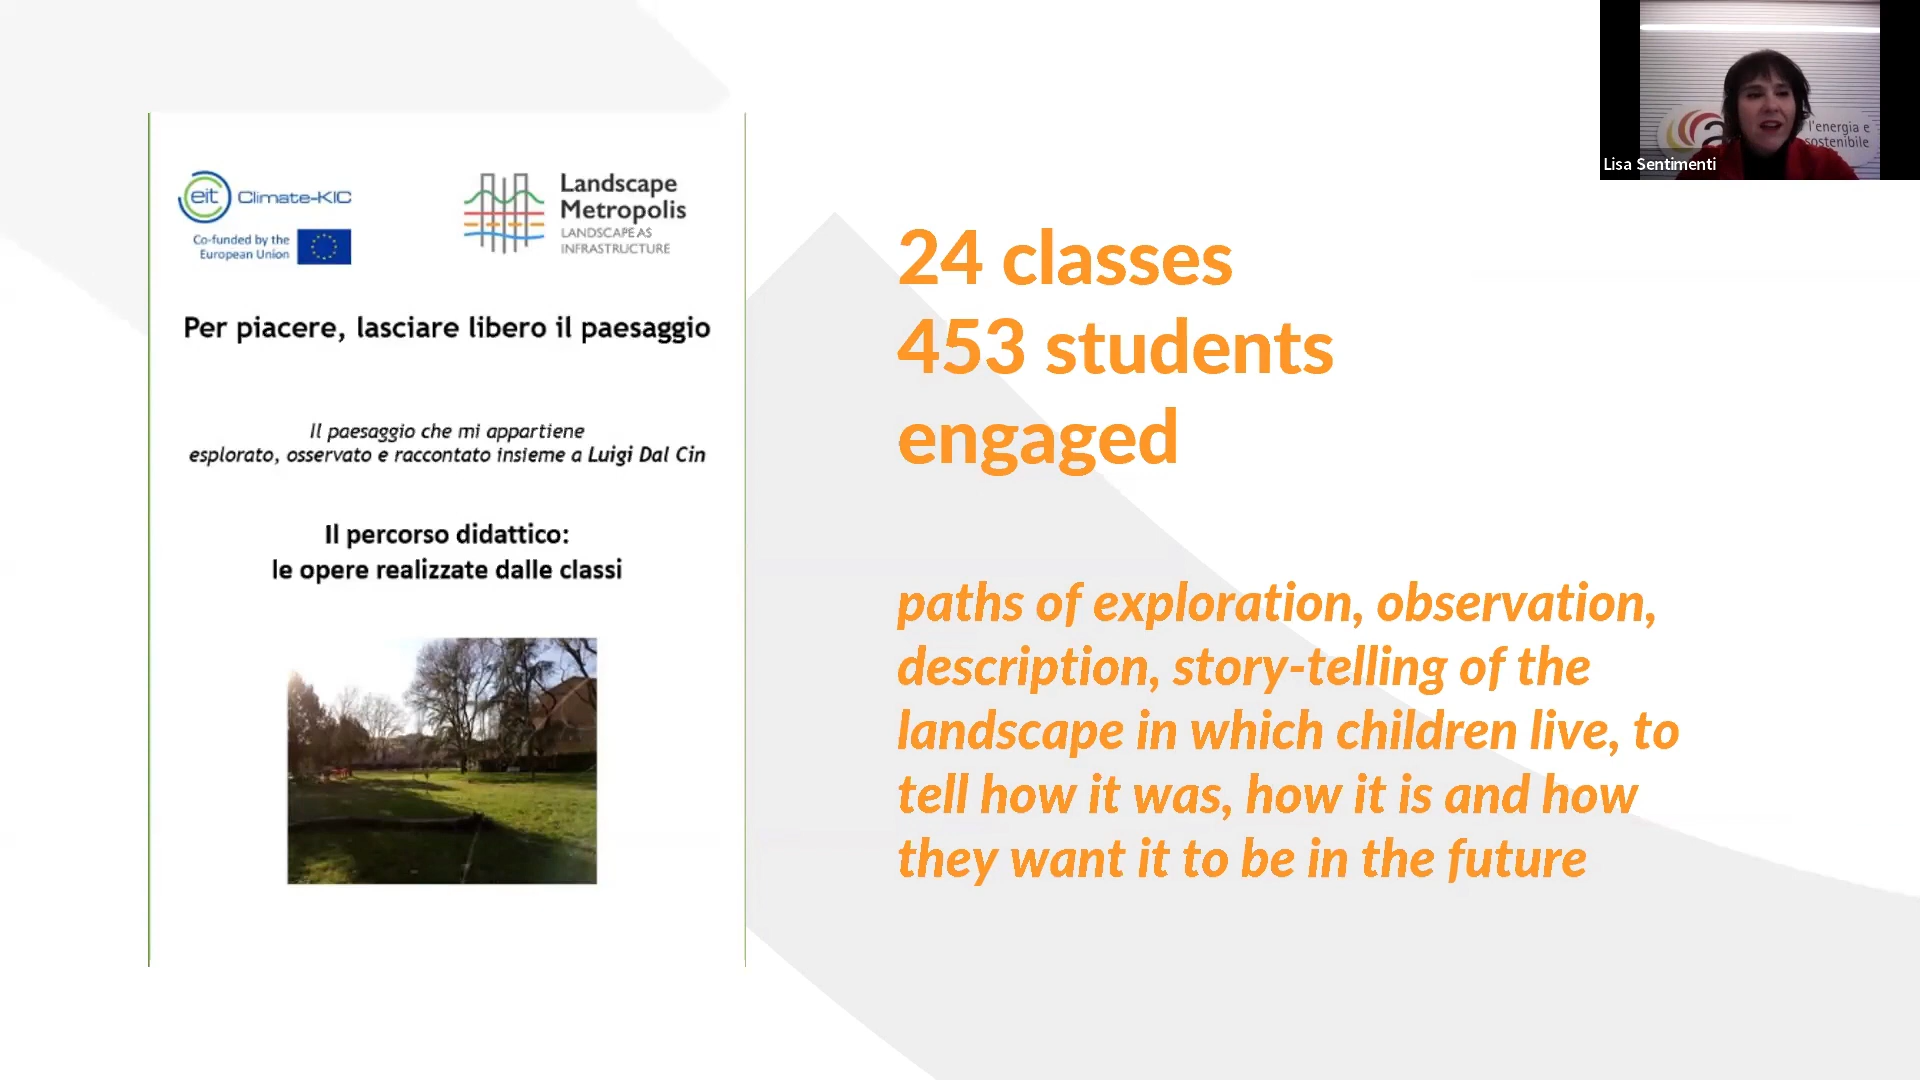 eit Climate-KIC
Co-funded by the
European Union
Landscape
Metropolis
LANDSCAPE AS
INFRASTRUCTURE
Per piacere, lasciare libero il paesaggio
Il paesaggio che mi appartiene
esplorato, osservato e raccontato insieme a Luigi Dal Cin
Il percorso didattico:
le opere realizzate dalle classi
24 classes
453 students
engaged
paths of exploration, observation,
description, story-telling of the
landscape in which children live, to
tell how it was, how it is and how
they want it to be in the future
l'energia e
sostenibile
Lisa Sentimenti